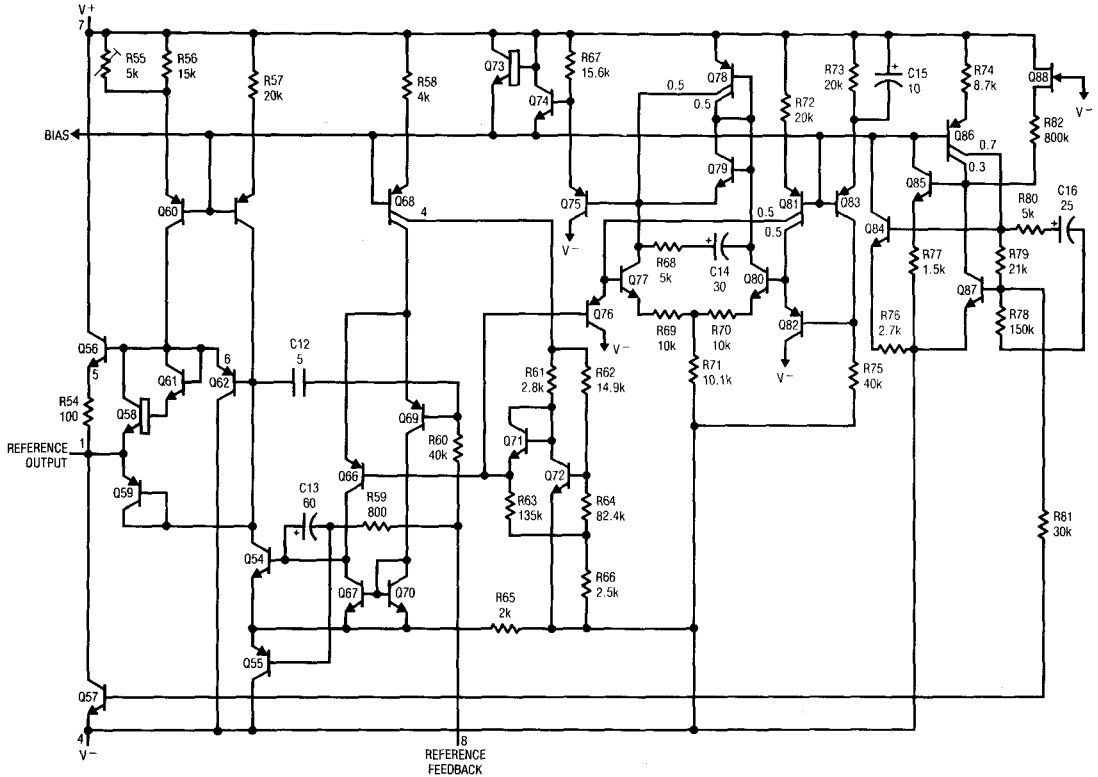 V+
7
R55
5k
R56
15k
R57
20k
R58
4k
Q73
Q74
R67
15.6k
Q78
0.5
0.5
R72
20k
R73
20k
C15
+
10
R74
8.7k
Q88
V−
R82
800k
BIAS
Q86
0.7
0.3
Q60
Q68
4
Q75
V−
Q79
Q81
0.5
0.5
Q83
Q85
Q84
R80
5k
C16
25
+
R68
5k
+
C14
30
R77
1.5k
R79
21k
Q77
Q80
Q87
Q76
V−
R69
10k
R70
10k
Q82
V−
R76
2.7k
R78
150k
Q56
5
Q61
6
Q62
C12
5
R71
10.1k
R75
40k
R61
2.8k
R62
14.9k
R54
100
Q58
Q69
R60
40k
Q71
REFERENCE
OUTPUT
1
Q66
Q72
Q59
C13
60
+
R59
800
R63
135k
R64
82.4k
R81
30k
Q54
Q67
Q70
R66
2.5k
R65
2k
Q55
Q57
4
V−
8
REFERENCE
FEEDBACK